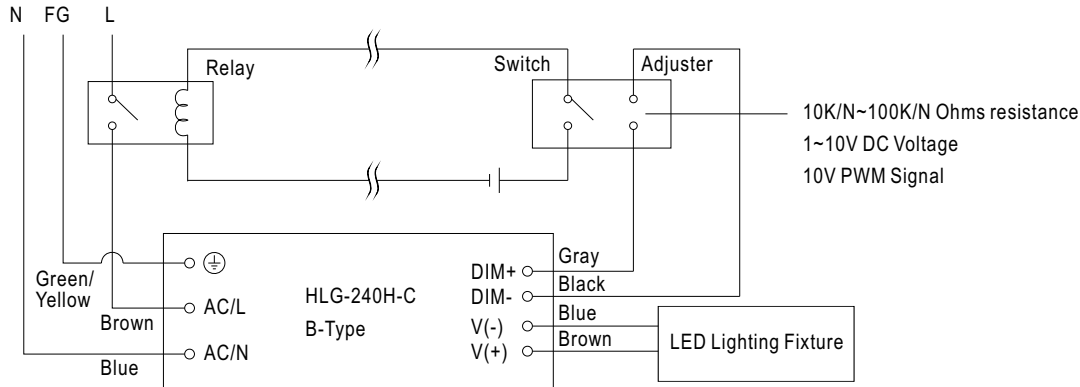 N FG L
Relay
Switch
Adjuster
10K/N~100K/N Ohms resistance
1~10V DC Voltage
10V PWM Signal
Green/
Yellow
Brown
Blue
AC/L
AC/N
HLG-240H-C
B-Type
DIM+
DIM-
V(-)
V(+)
Gray
Black
Blue
Brown
LED Lighting Fixture